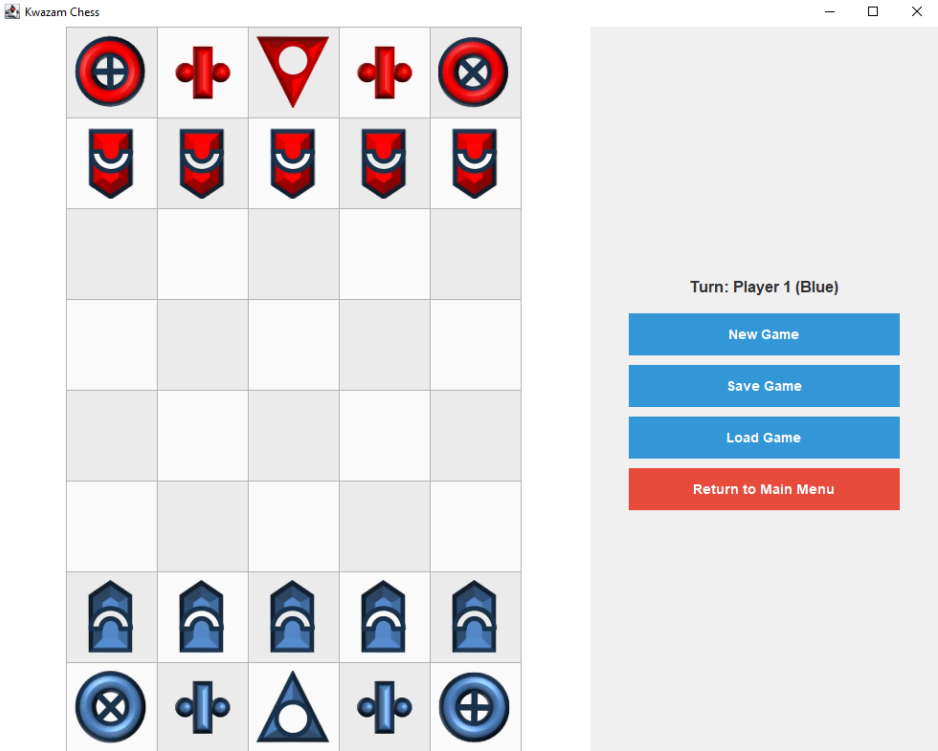 Kwazam Chess
Turn: Player 1 (Blue)
New Game
Save Game
Load Game
Return to Main Menu